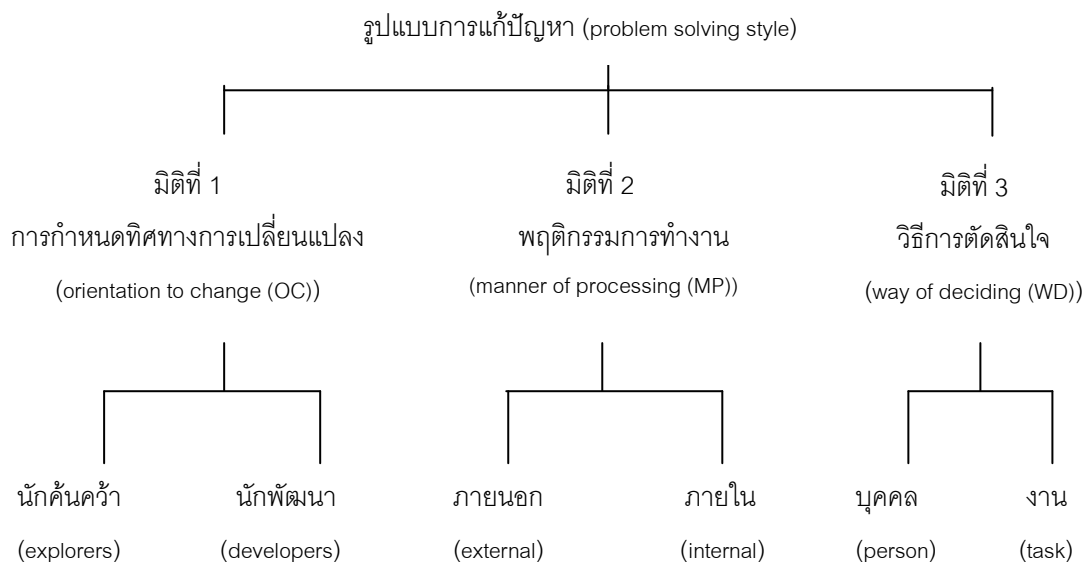 รูปแบบการแก้ปัญหา (problem solving style)
มิติที่ 1
การกำหนดทิศทางการเปลี่ยนแปลง
(orientation to change (OC))
มิติที่ 2
พฤติกรรมการทำงาน
(manner of processing (MP))
มิติที่ 3
วิธีการตัดสินใจ
(way of deciding (WD))
นักค้นคว้า
(explorers)
นักพัฒนา
(developers)
ภายนอก
(external)
ภายใน
(internal)
บุคคล
(person)
งาน
(task)